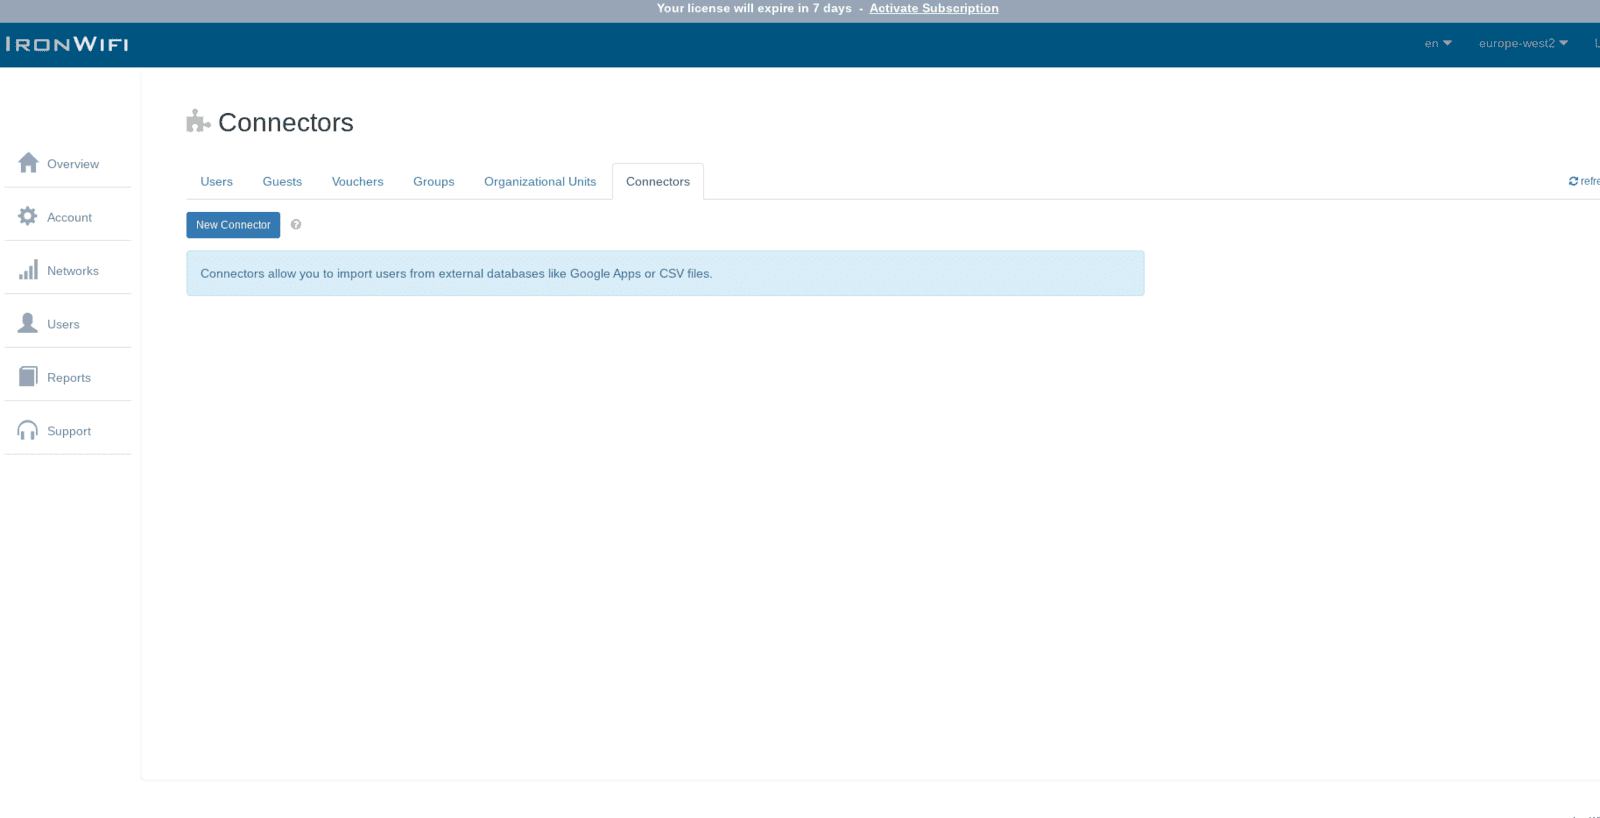 Your license will expire in 7 days - Activate Subscription
IRONWIFI
en
europe-west2
Connectors
Overview
Account
Networks
Users
Reports
Support
Users
Guests
Vouchers
Groups
Organizational Units
Connectors
refre
New Connector
?
Connectors allow you to import users from external databases like Google Apps or CSV files.